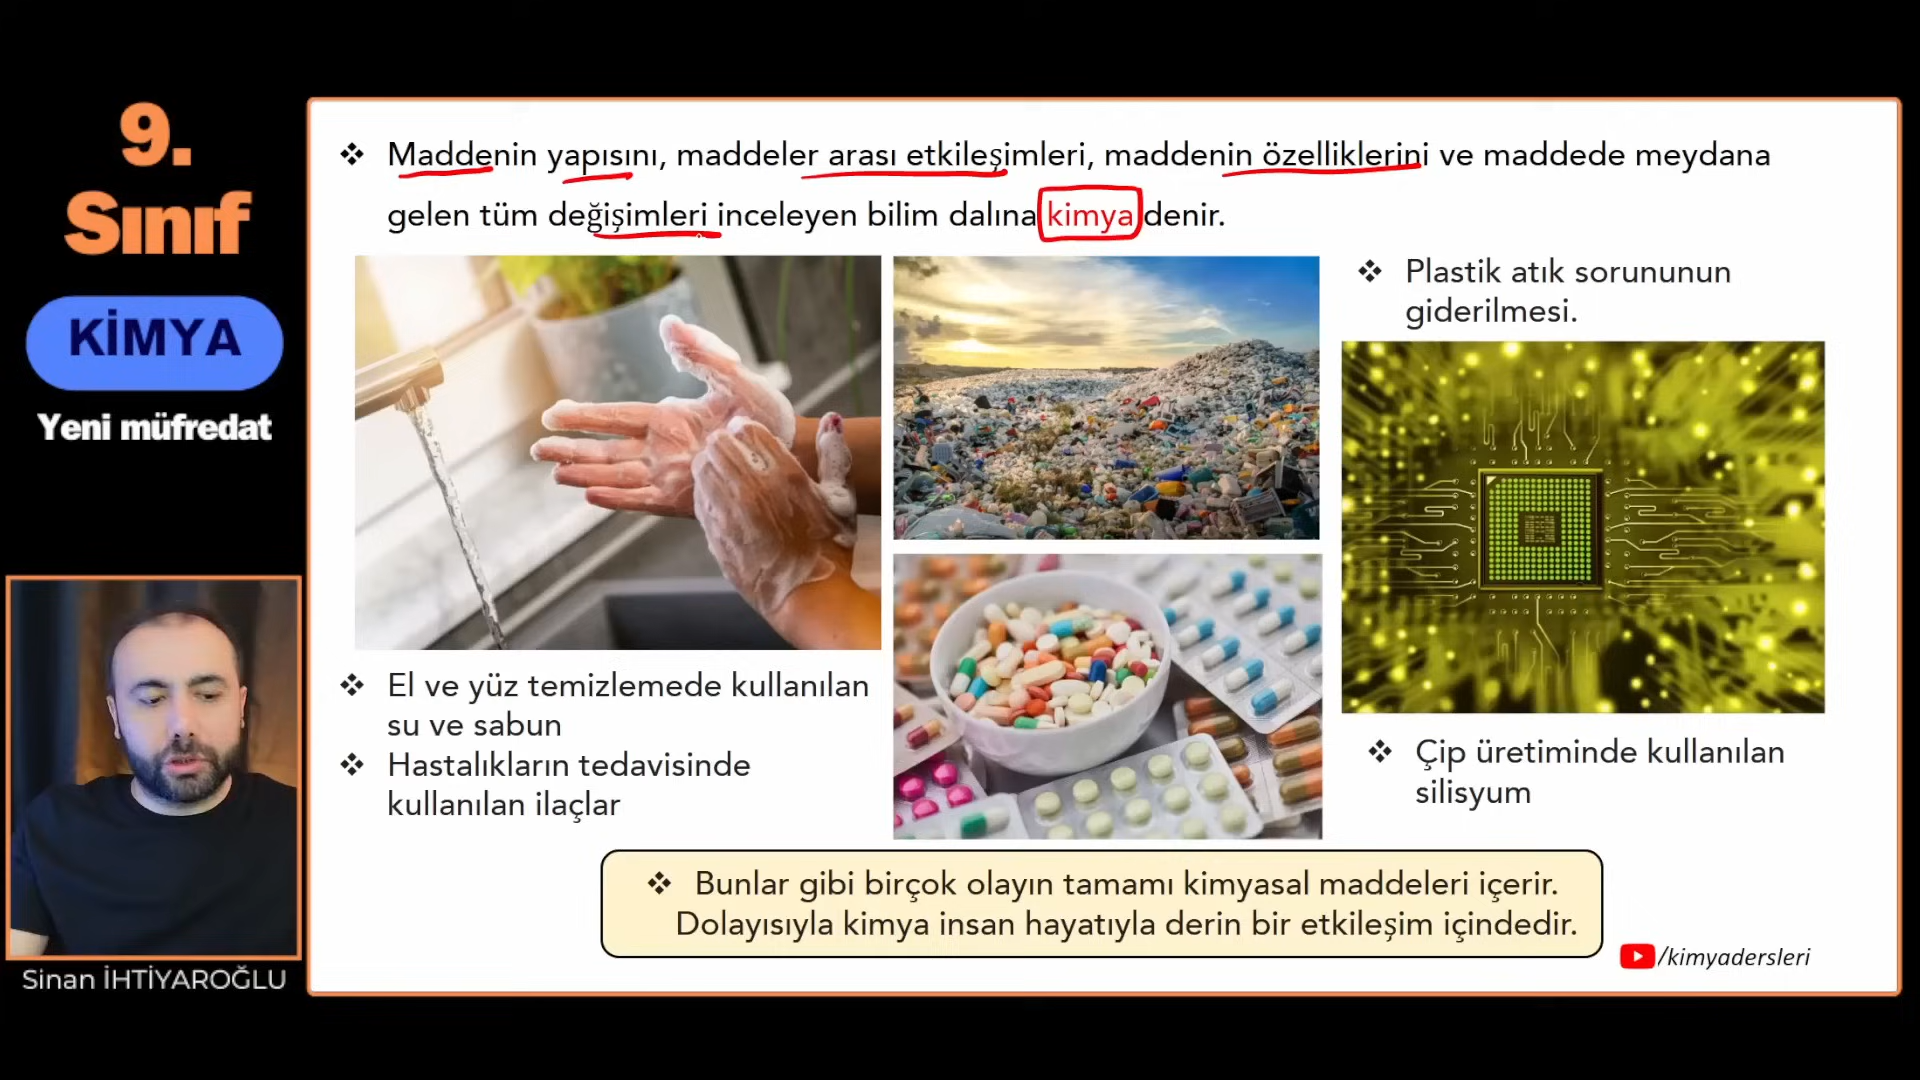 9.
Sınıf
KİMYA
Yeni müfredat
Sinan İHTİYAROĞLU
❖ Maddenin yapısını, maddeler arası etkileşimleri, maddenin özelliklerini ve maddede meydana
gelen tüm değişimleri inceleyen bilim dalına kimya denir.
❖ Plastik atık sorununun
giderilmesi.
❖ El ve yüz temizlemede kullanılan
su ve sabun
❖ Hastalıkların tedavisinde
kullanılan ilaçlar
❖ Çip üretiminde kullanılan
silisyum
❖ Bunlar gibi birçok olayın tamamı kimyasal maddeleri içerir.
Dolayısıyla kimya insan hayatıyla derin bir etkileşim içindedir.
/kimyadersleri